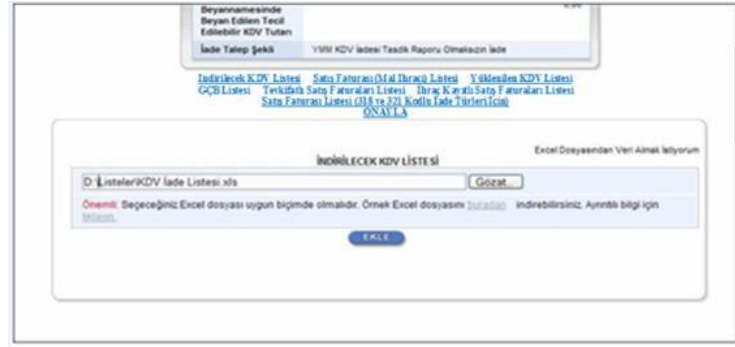 Beyannamesinde
Beyan Edilen Tecil
Edilebilir KDV Tutarı
İade Talep Şekli YMM KDV İadesi Tasdik Raporu Olmaksızın İade
İndirilecek KDV Listesi Satış Faturası(Mal İhracı) Listesi Yüklenilen KDV Listesi
GÇB Listesi Tevkifatlı Satış Faturaları Listesi İhraç Kayıtlı Satış Faturaları Listesi
Satış Faturası Listesi (318 ve 321 Kodlu İade Türleri İçin)
ONAYLA
Excel Dosyasından Veri Almak İstiyorum
İNDİRİLECEK KDV LİSTESİ
D:\Listeler\KDV İade Listesi.xls Gözat...
Önemli: Seçeceğiniz Excel dosyası uygun biçimde olmalıdır. Örnek Excel dosyasını buradan indirebilirsiniz. Ayrıntılı bilgi için
tıklayın.
EKLE